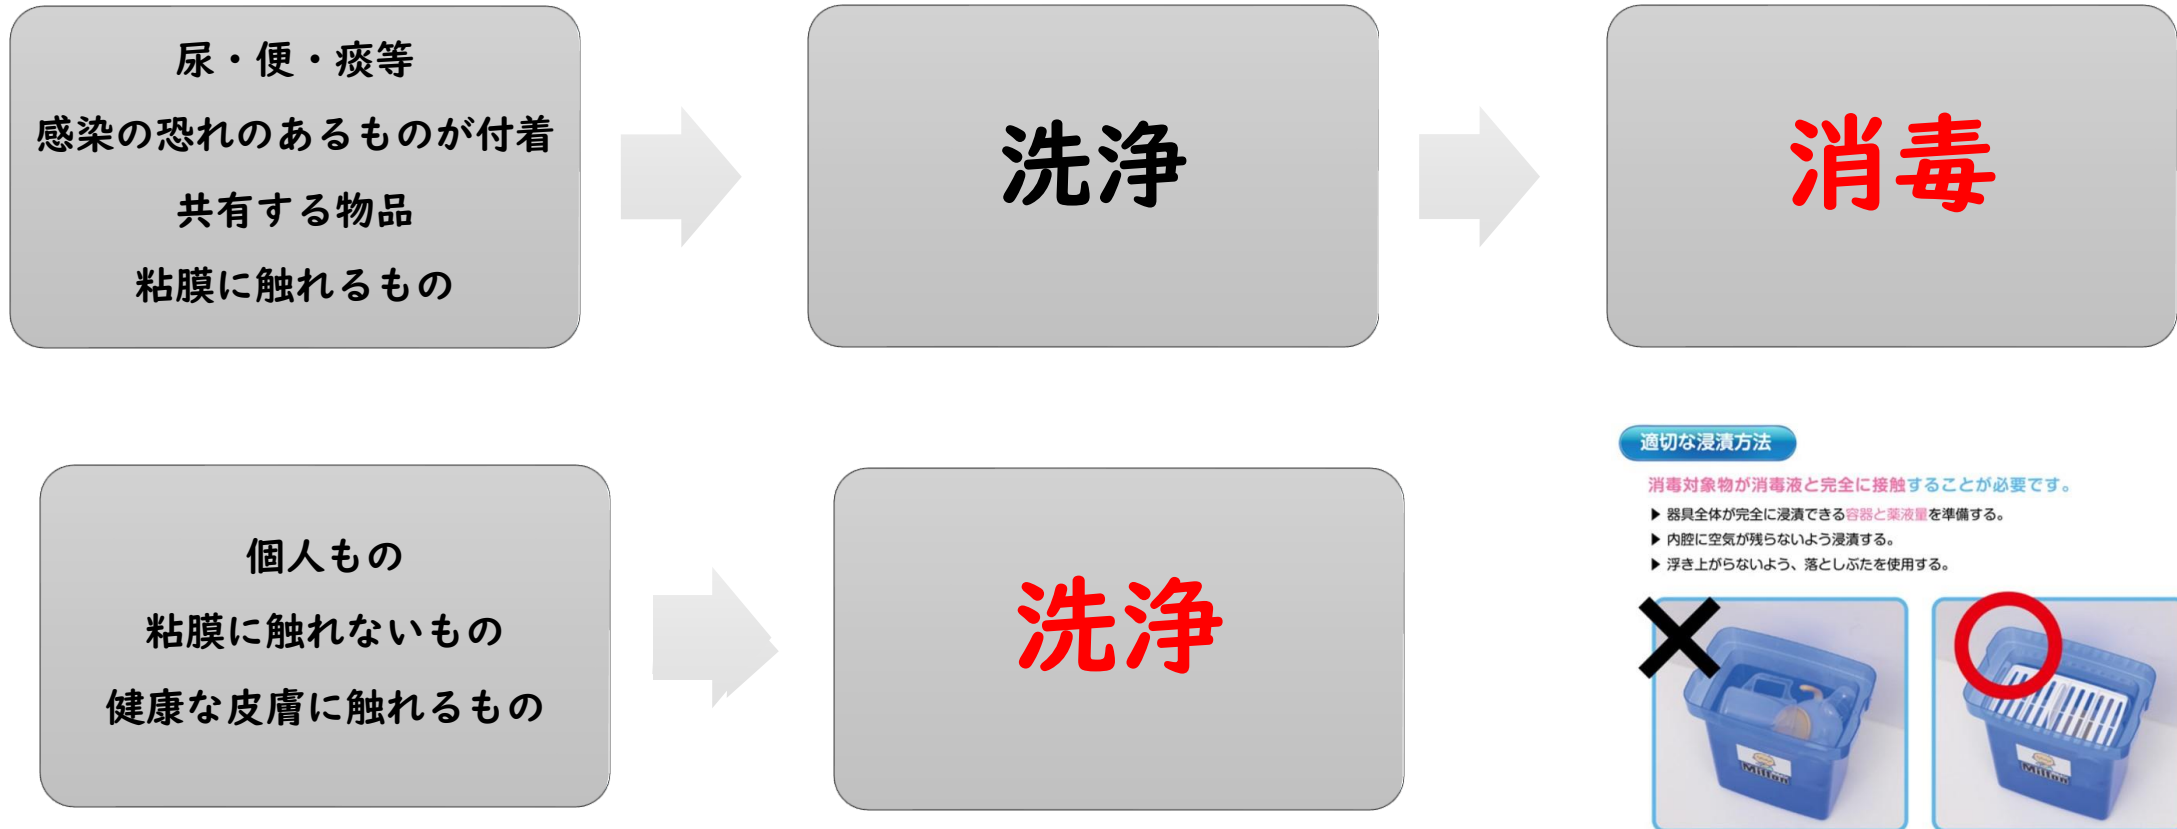 尿・便・痰等
感染の恐れのあるものが付着
共有する物品
粘膜に触れるもの
洗浄
消毒
個人もの
粘膜に触れないもの
健康な皮膚に触れるもの
洗浄
適切な浸漬方法
消毒対象物が消毒液と完全に接触することが必要です。
▶ 器具全体が完全に浸漬できる容器と薬液量を準備する。
▶ 内腔に空気が残らないよう浸漬する。
▶ 浮き上がらないよう、落としぶたを使用する。
Milton
Milton